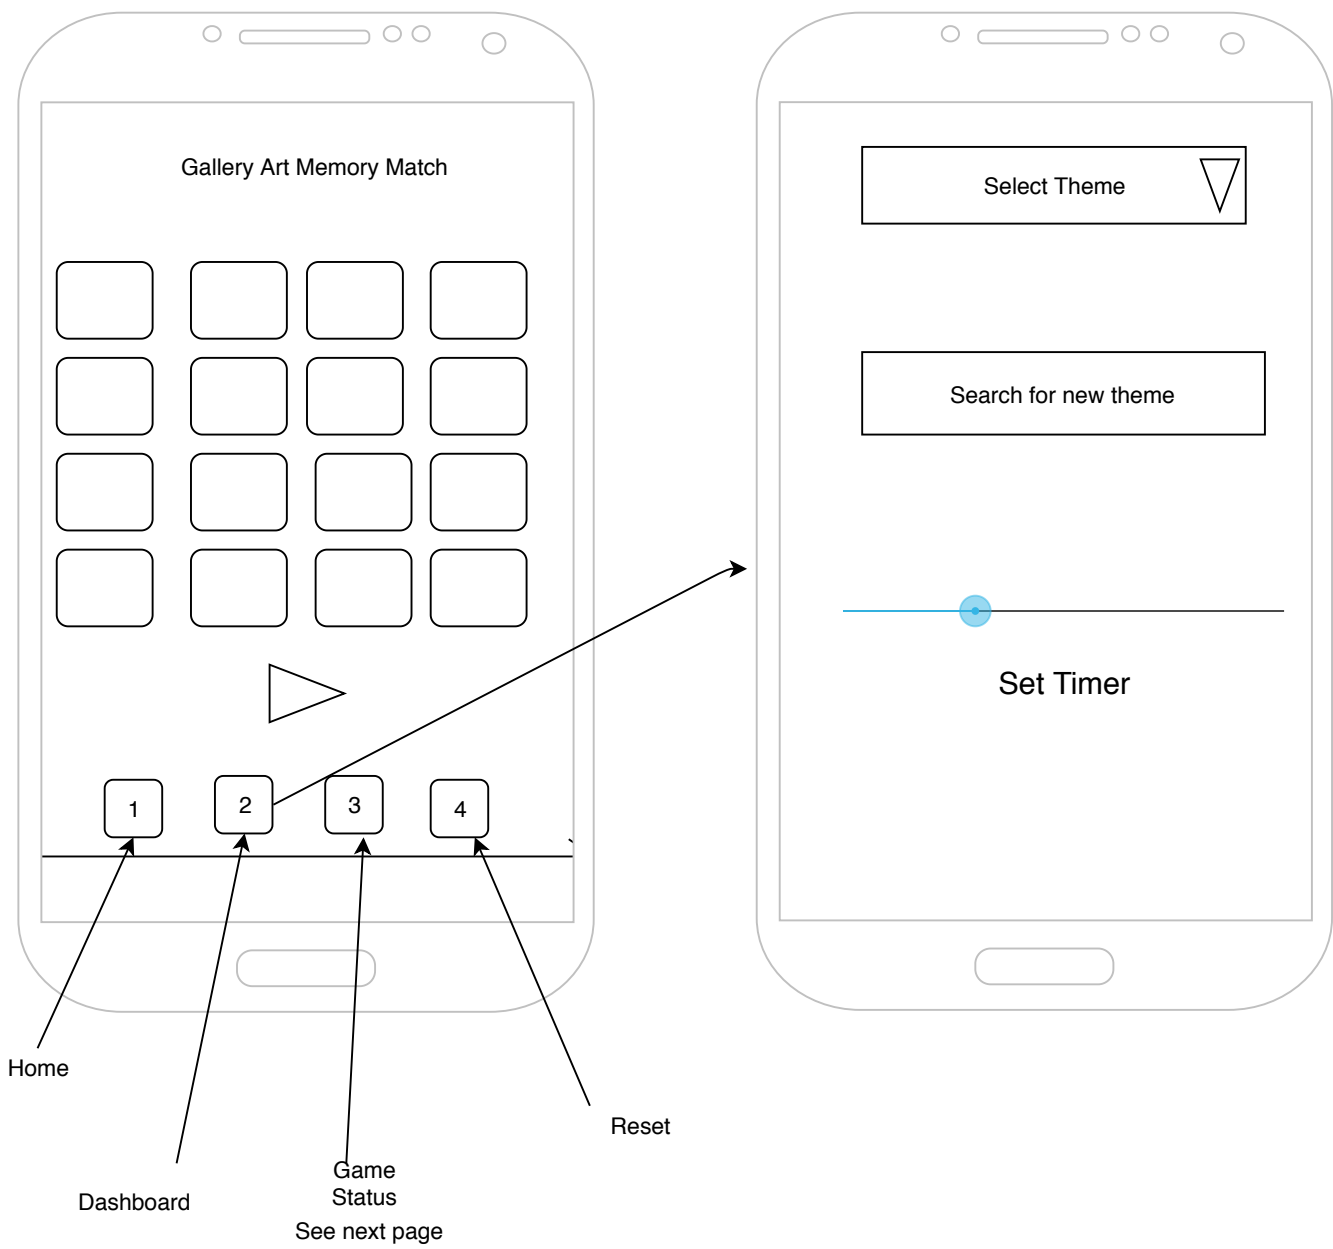 Gallery Art Memory Match
1
2
3
4
Home
Dashboard
Game
Status
See next page
Reset
Select Theme
Search for new theme
Set Timer